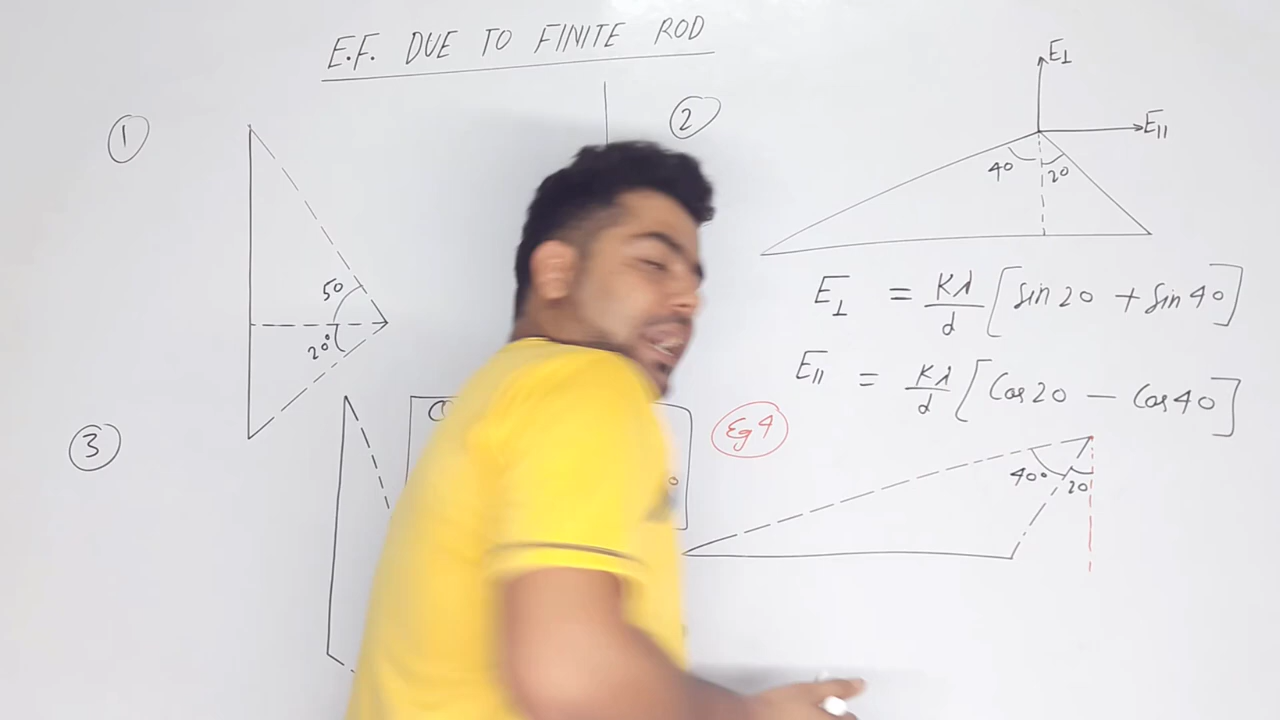 E.F. DUE TO FINITE ROD
1
50
20°
2
E⊥
E||
40
20
E⊥ = Kλ/d [Sin 20 + Sin 40]
E|| = Kλ/d [Cos 20 − Cos 40]
3
Eg 4
40°
20